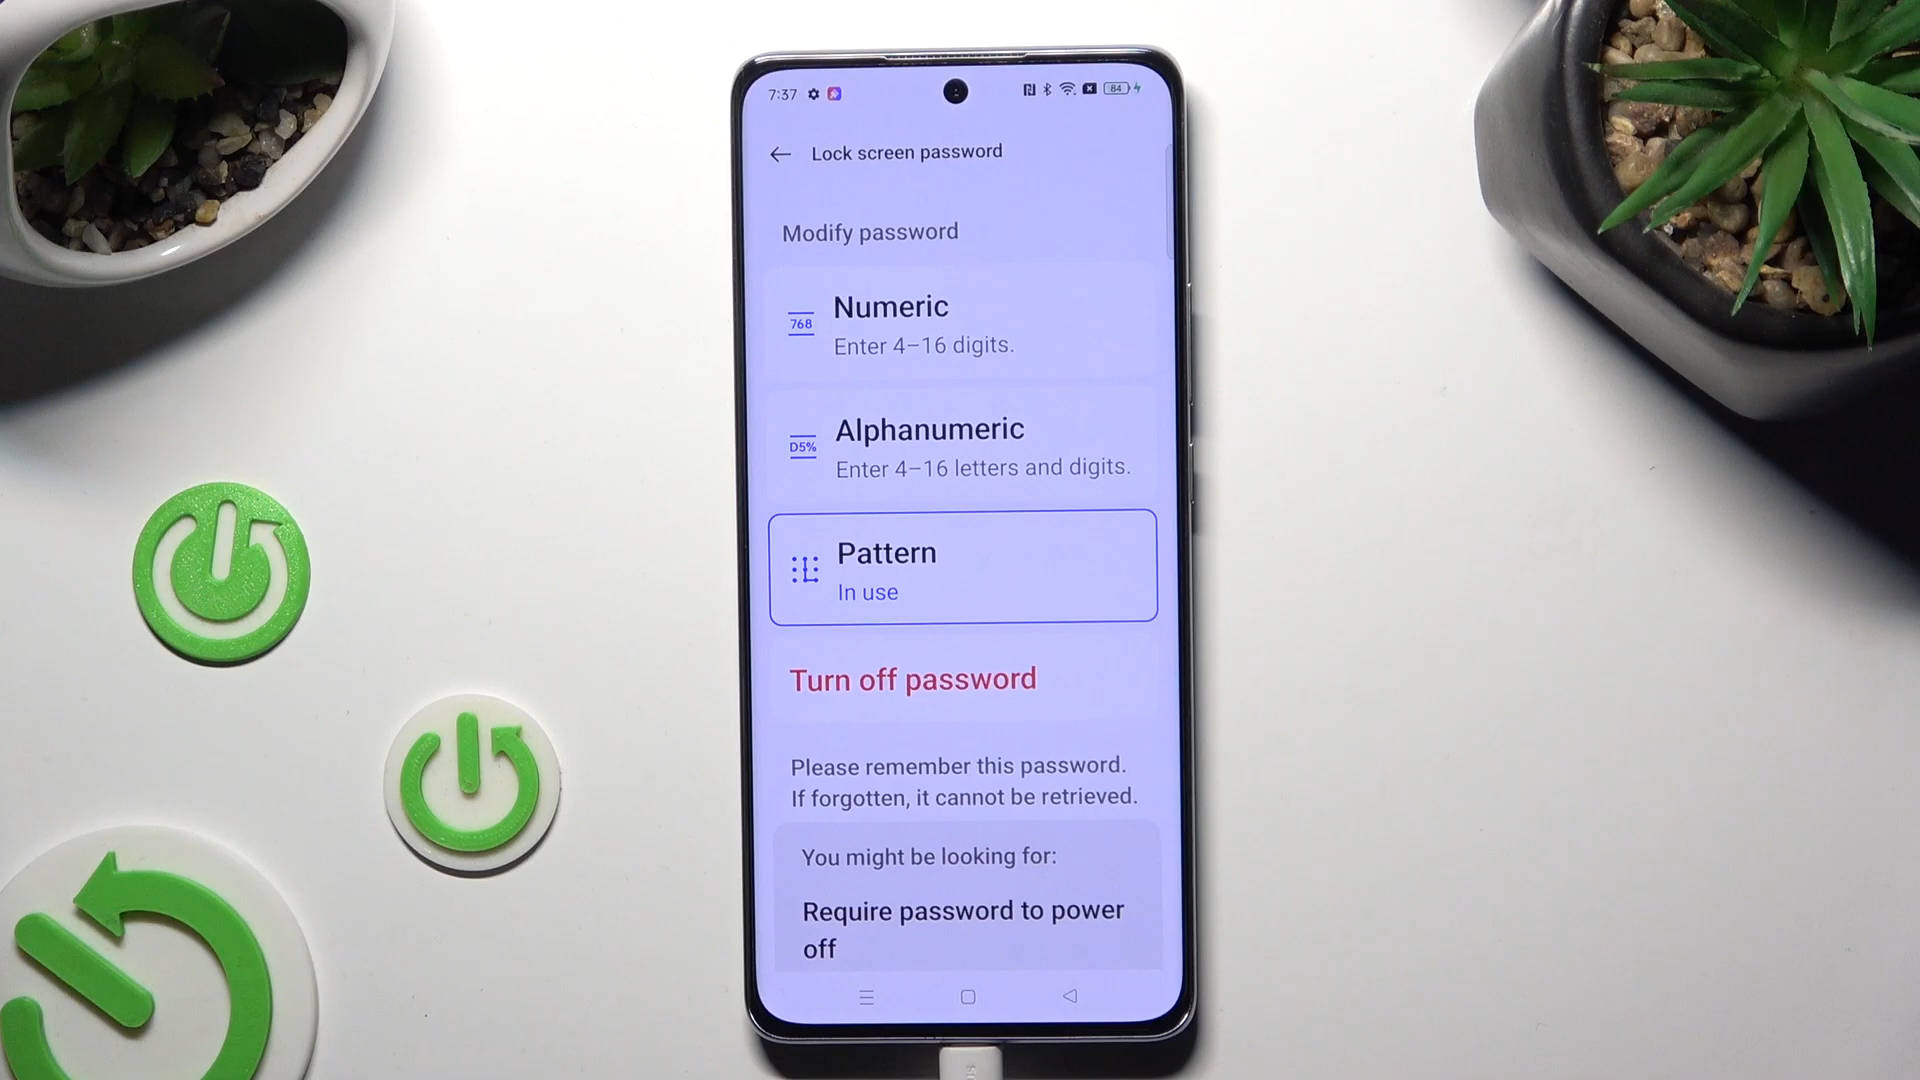 7:37
84
Lock screen password
Modify password
768
Numeric
Enter 4–16 digits.
D5%
Alphanumeric
Enter 4–16 letters and digits.
Pattern
In use
Turn off password
Please remember this password.
If forgotten, it cannot be retrieved.
You might be looking for:
Require password to power
off